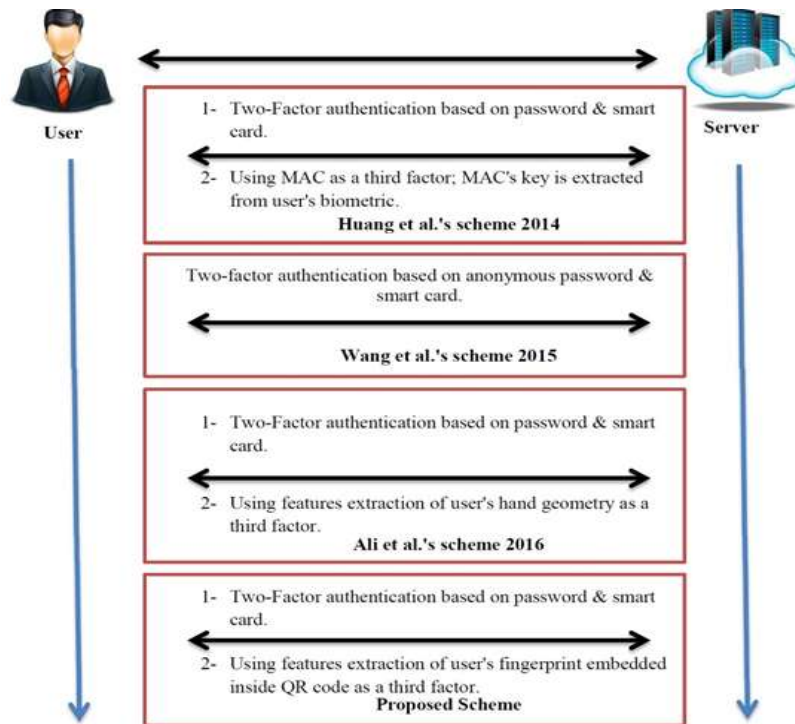 User
Server
1- Two-Factor authentication based on password & smart
card.
2- Using MAC as a third factor; MAC's key is extracted
from user's biometric.
Huang et al.'s scheme 2014
Two-factor authentication based on anonymous password &
smart card.
Wang et al.'s scheme 2015
1- Two-Factor authentication based on password & smart
card.
2- Using features extraction of user's hand geometry as a
third factor.
Ali et al.'s scheme 2016
1- Two-Factor authentication based on password & smart
card.
2- Using features extraction of user's fingerprint embedded
inside QR code as a third factor.
Proposed Scheme